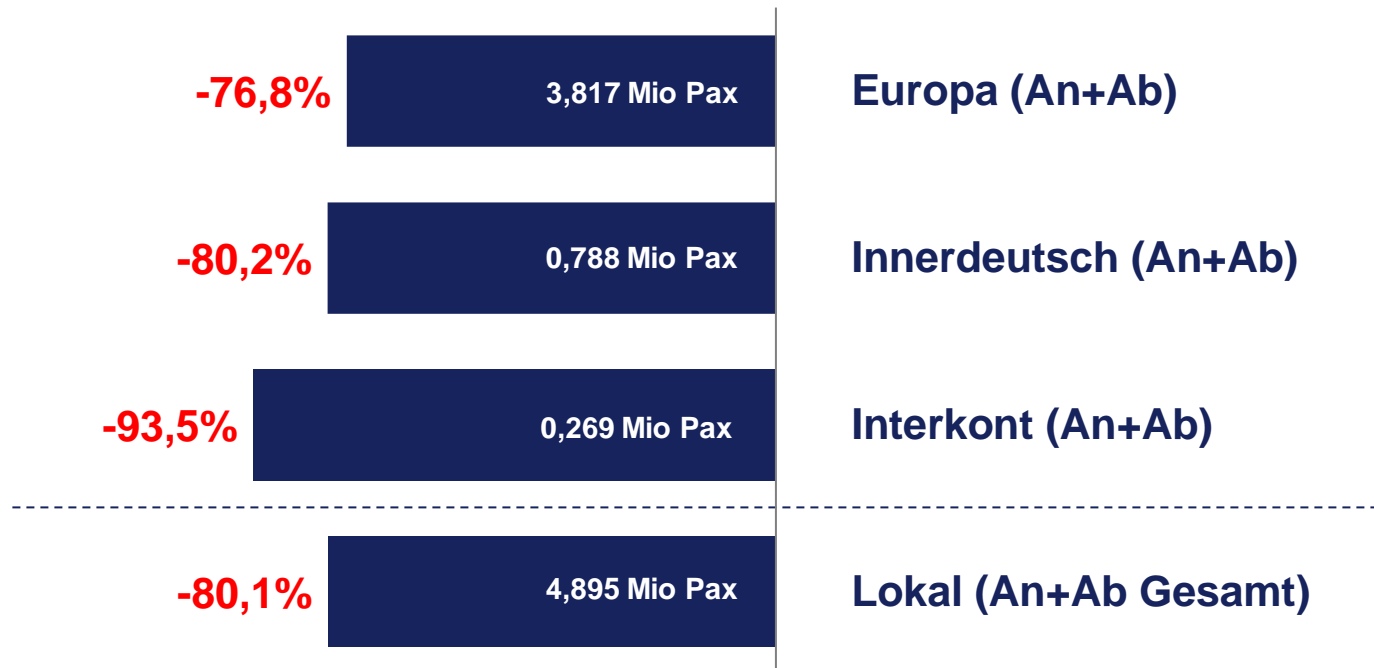 -76,8% 3,817 Mio Pax Europa (An+Ab)
-80,2% 0,788 Mio Pax Innerdeutsch (An+Ab)
-93,5% 0,269 Mio Pax Interkont (An+Ab)
-80,1% 4,895 Mio Pax Lokal (An+Ab Gesamt)